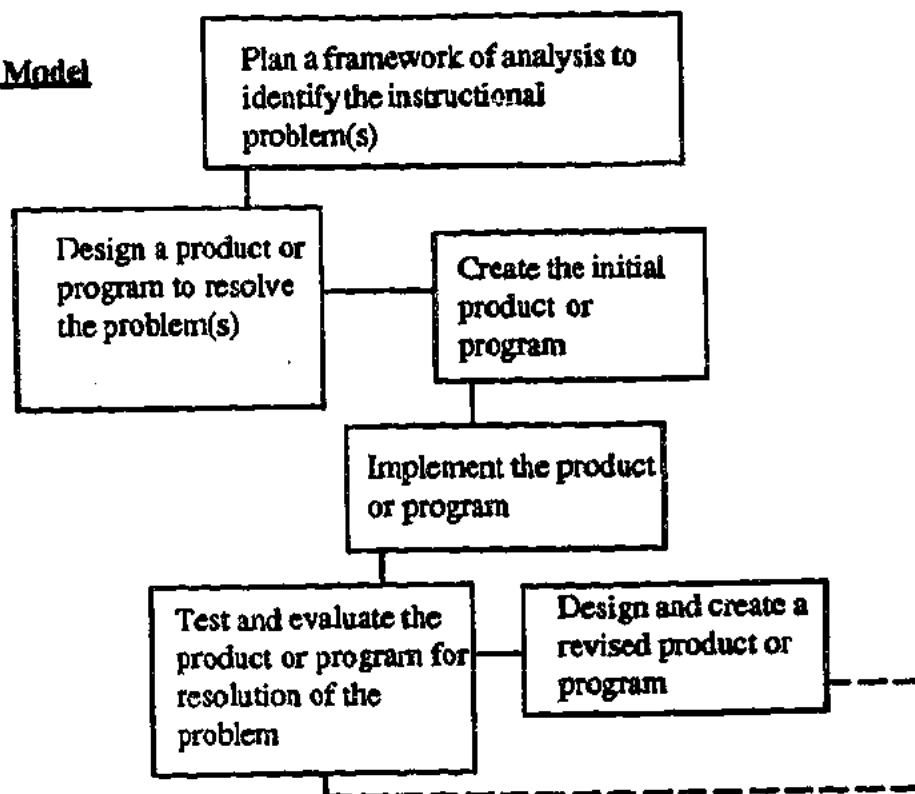 Model
Plan a framework of analysis to
identify the instructional
problem(s)
Design a product or
program to resolve
the problem(s)
Create the initial
product or
program
Implement the product
or program
Test and evaluate the
product or program for
resolution of the
problem
Design and create a
revised product or
program